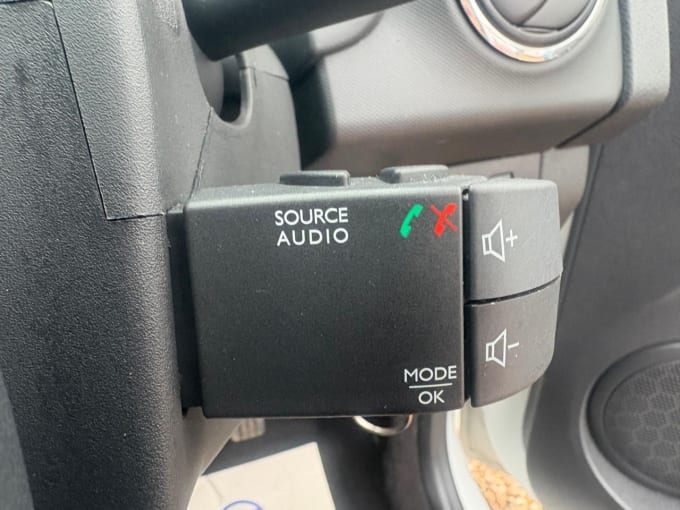 SOURCE
AUDIO
+
-
MODE
OK